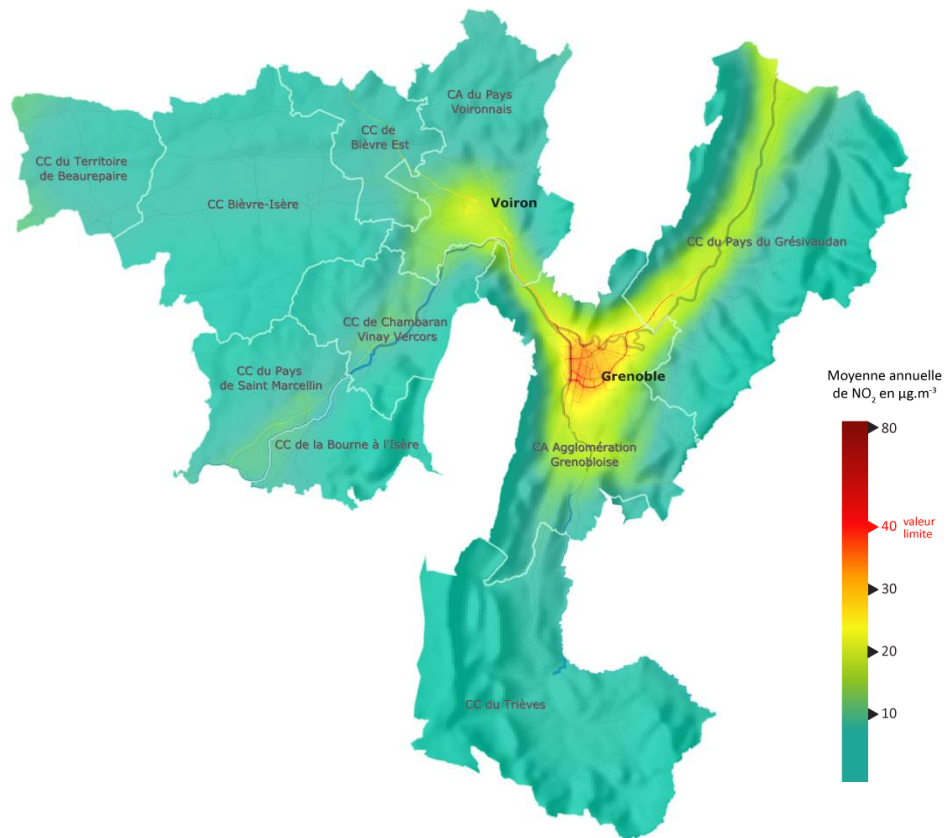 CA du Pays
Voironnais
CC de
Bièvre Est
CC du Territoire
de Beaurepaire
CC Bièvre-Isère
Voiron
CC du Pays du Grésivaudan
CC de Chambaran
Vinay Vercors
CC du Pays
de Saint Marcellin
Grenoble
CC de la Bourne à l'Isère
CA Agglomération
Grenobloise
CC du Trièves
Moyenne annuelle
de NO₂ en µg.m⁻³
80
40 valeur
limite
30
20
10